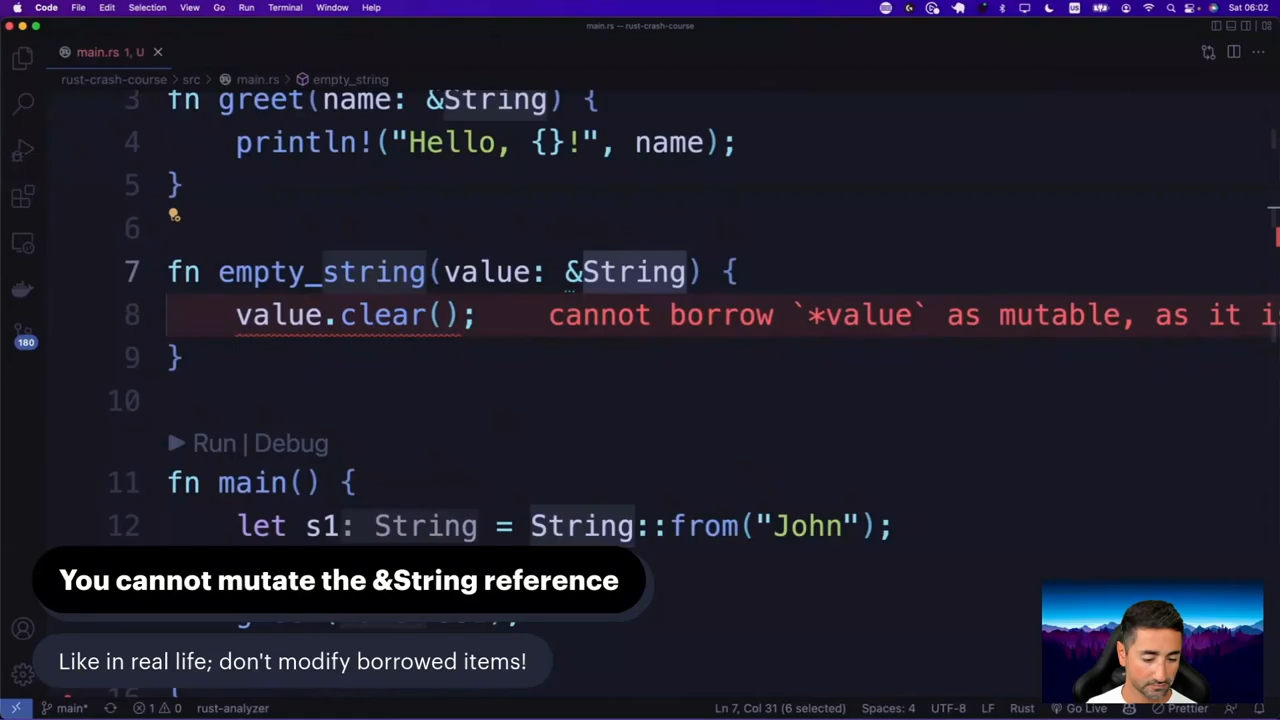 Code File Edit Selection View Go Run Terminal Window Help Sat 06:02
main.rs — rust-crash-course
main.rs 1, U
rust-crash-course > src > main.rs > empty_string
3 fn greet(name: &String) {
4 println!("Hello, {}!", name);
5 }
6
7 fn empty_string(value: &String) {
8 value.clear(); cannot borrow `*value` as mutable, as it i
9 }
10
Run | Debug
11 fn main() {
12 let s1: String = String::from("John");
You cannot mutate the &String reference
Like in real life; don't modify borrowed items!
16
180
main* 1 0 rust-analyzer Ln 7, Col 31 (6 selected) Spaces: 4 UTF-8 LF Rust Go Live Prettier